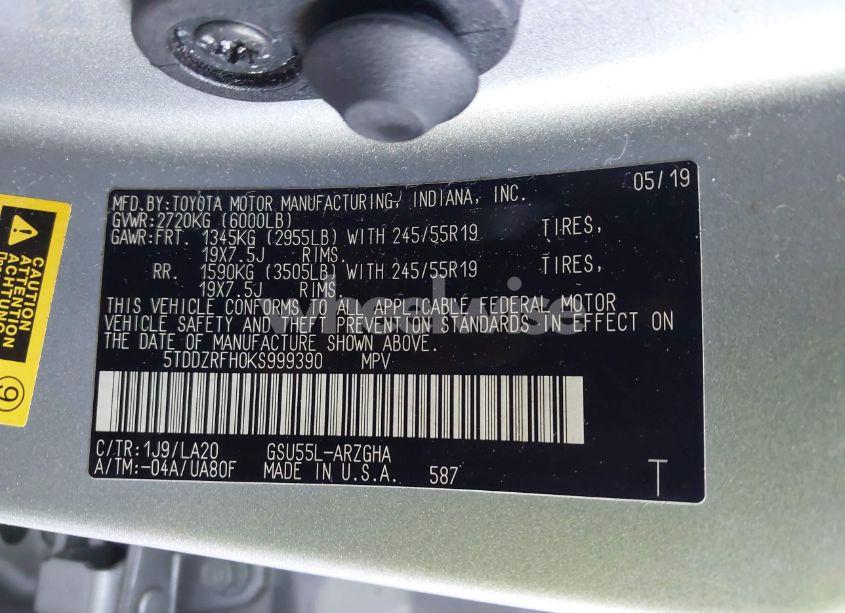 MFD.BY:TOYOTA MOTOR MANUFACTURING, INDIANA, INC. 05/19
GVWR:2720KG (6000LB)
GAWR:FRT. 1345KG (2955LB) WITH 245/55R19 TIRES,
19X7.5J RIMS.
RR. 1590KG (3505LB) WITH 245/55R19 TIRES,
19X7.5J RIMS.
THIS VEHICLE CONFORMS TO ALL APPLICABLE FEDERAL MOTOR
VEHICLE SAFETY AND THEFT PREVENTION STANDARDS IN EFFECT ON
THE DATE OF MANUFACTURE SHOWN ABOVE.
5TDDZRFH0KS999390 MPV
C/TR:1J9/LA20 GSU55L-ARZGHA
A/TM:-04A/UA80F MADE IN U.S.A. 587 T
CAUTION
ATTENTION
ACHTUNG
9
wheelwise